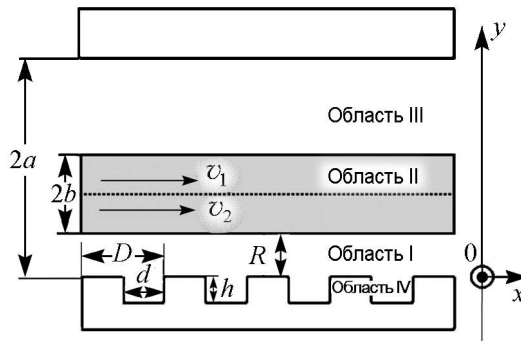 y
Область III
2a
2b
v₁
Область II
v₂
D
R
Область I
0
d
h
Область IV
x